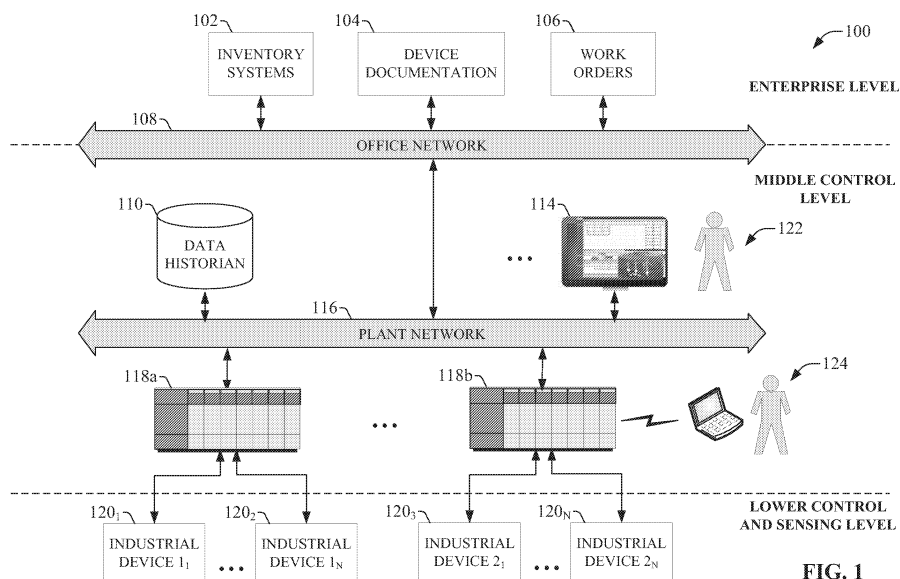 102
104
106
100
INVENTORY
SYSTEMS
DEVICE
DOCUMENTATION
WORK
ORDERS
ENTERPRISE LEVEL
108
OFFICE NETWORK
MIDDLE CONTROL
LEVEL
110
114
122
DATA
HISTORIAN
...
116
PLANT NETWORK
118a
118b
124
...
LOWER CONTROL
AND SENSING LEVEL
120₁
120₂
120₃
120N
INDUSTRIAL
DEVICE 1₁
...
INDUSTRIAL
DEVICE 1N
INDUSTRIAL
DEVICE 2₁
...
INDUSTRIAL
DEVICE 2N
FIG. 1